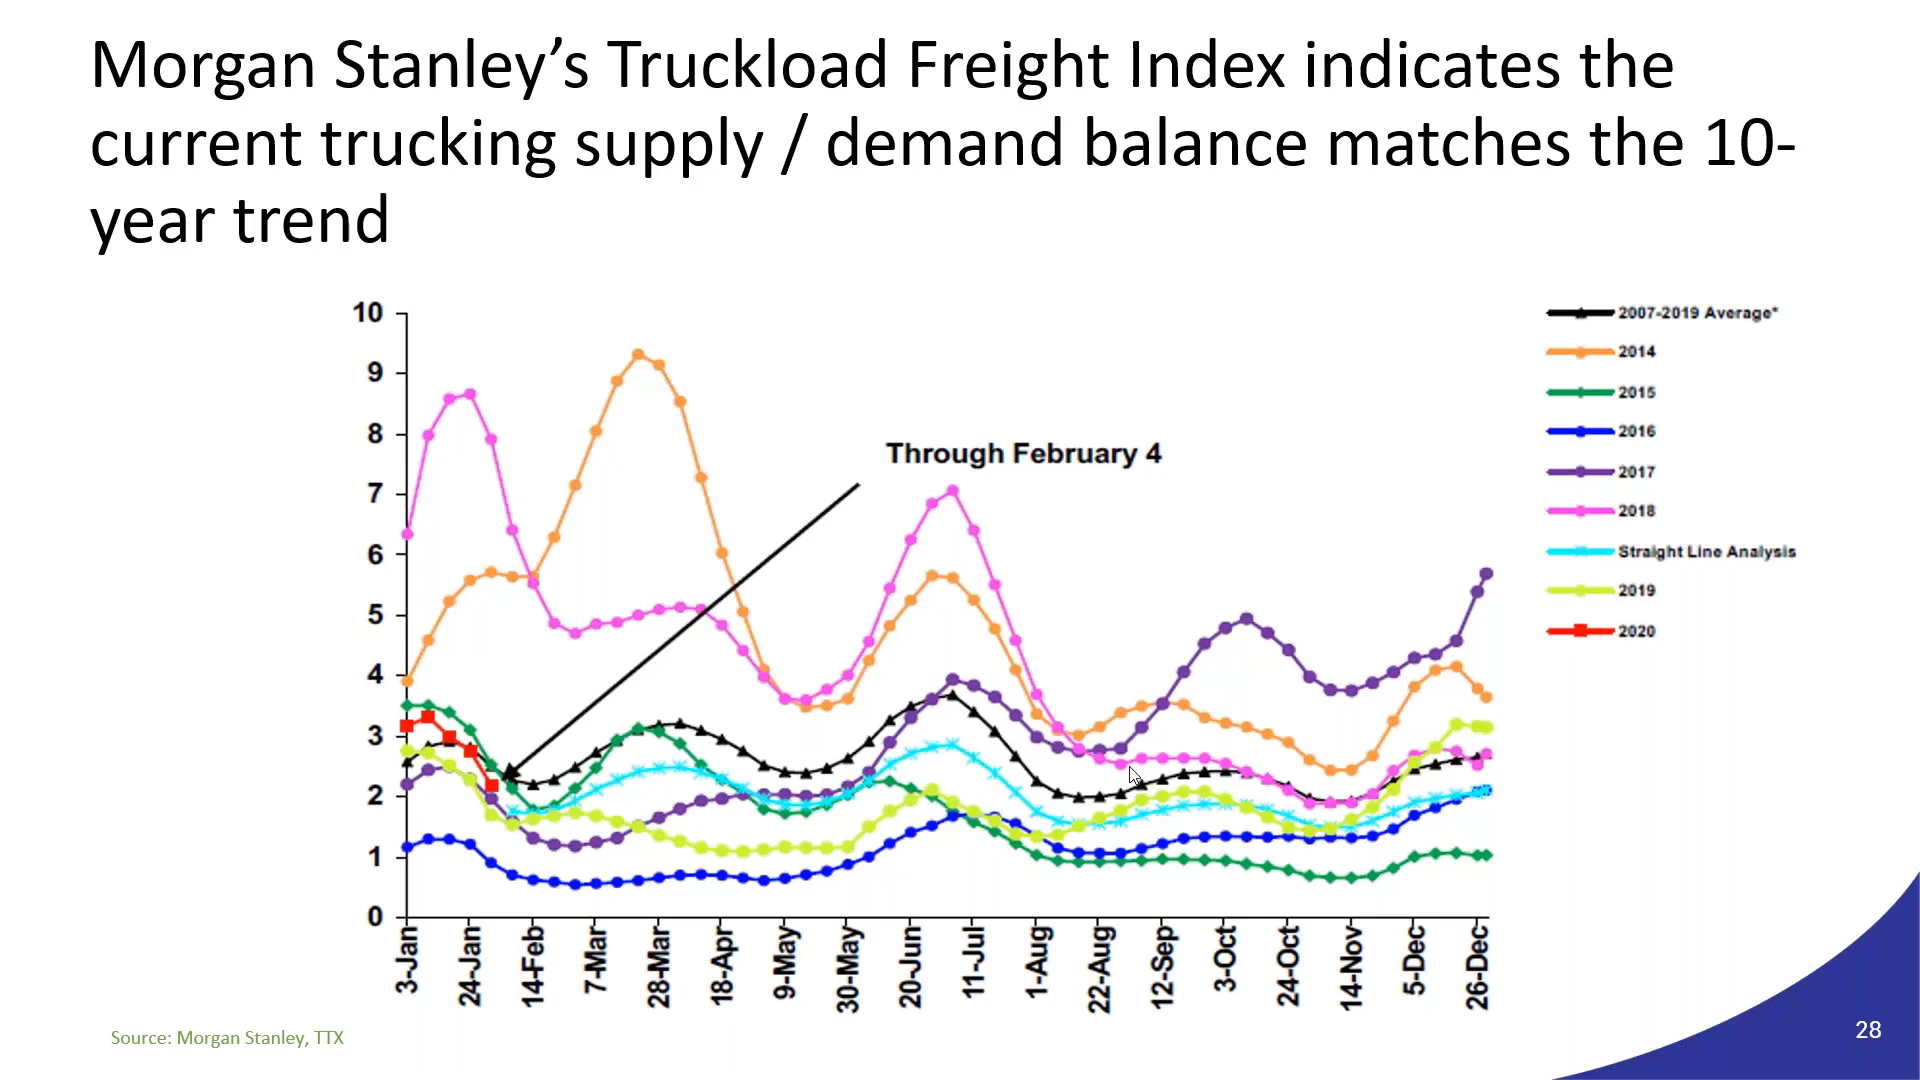 Morgan Stanley’s Truckload Freight Index indicates the
current trucking supply / demand balance matches the 10-
year trend
10
9
8
7
6
5
4
3
2
1
0
Through February 4
2007-2019 Average*
2014
2015
2016
2017
2018
Straight Line Analysis
2019
2020
3-Jan
24-Jan
14-Feb
7-Mar
28-Mar
18-Apr
9-May
30-May
20-Jun
11-Jul
1-Aug
22-Aug
12-Sep
3-Oct
24-Oct
14-Nov
5-Dec
26-Dec
Source: Morgan Stanley, TTX
28